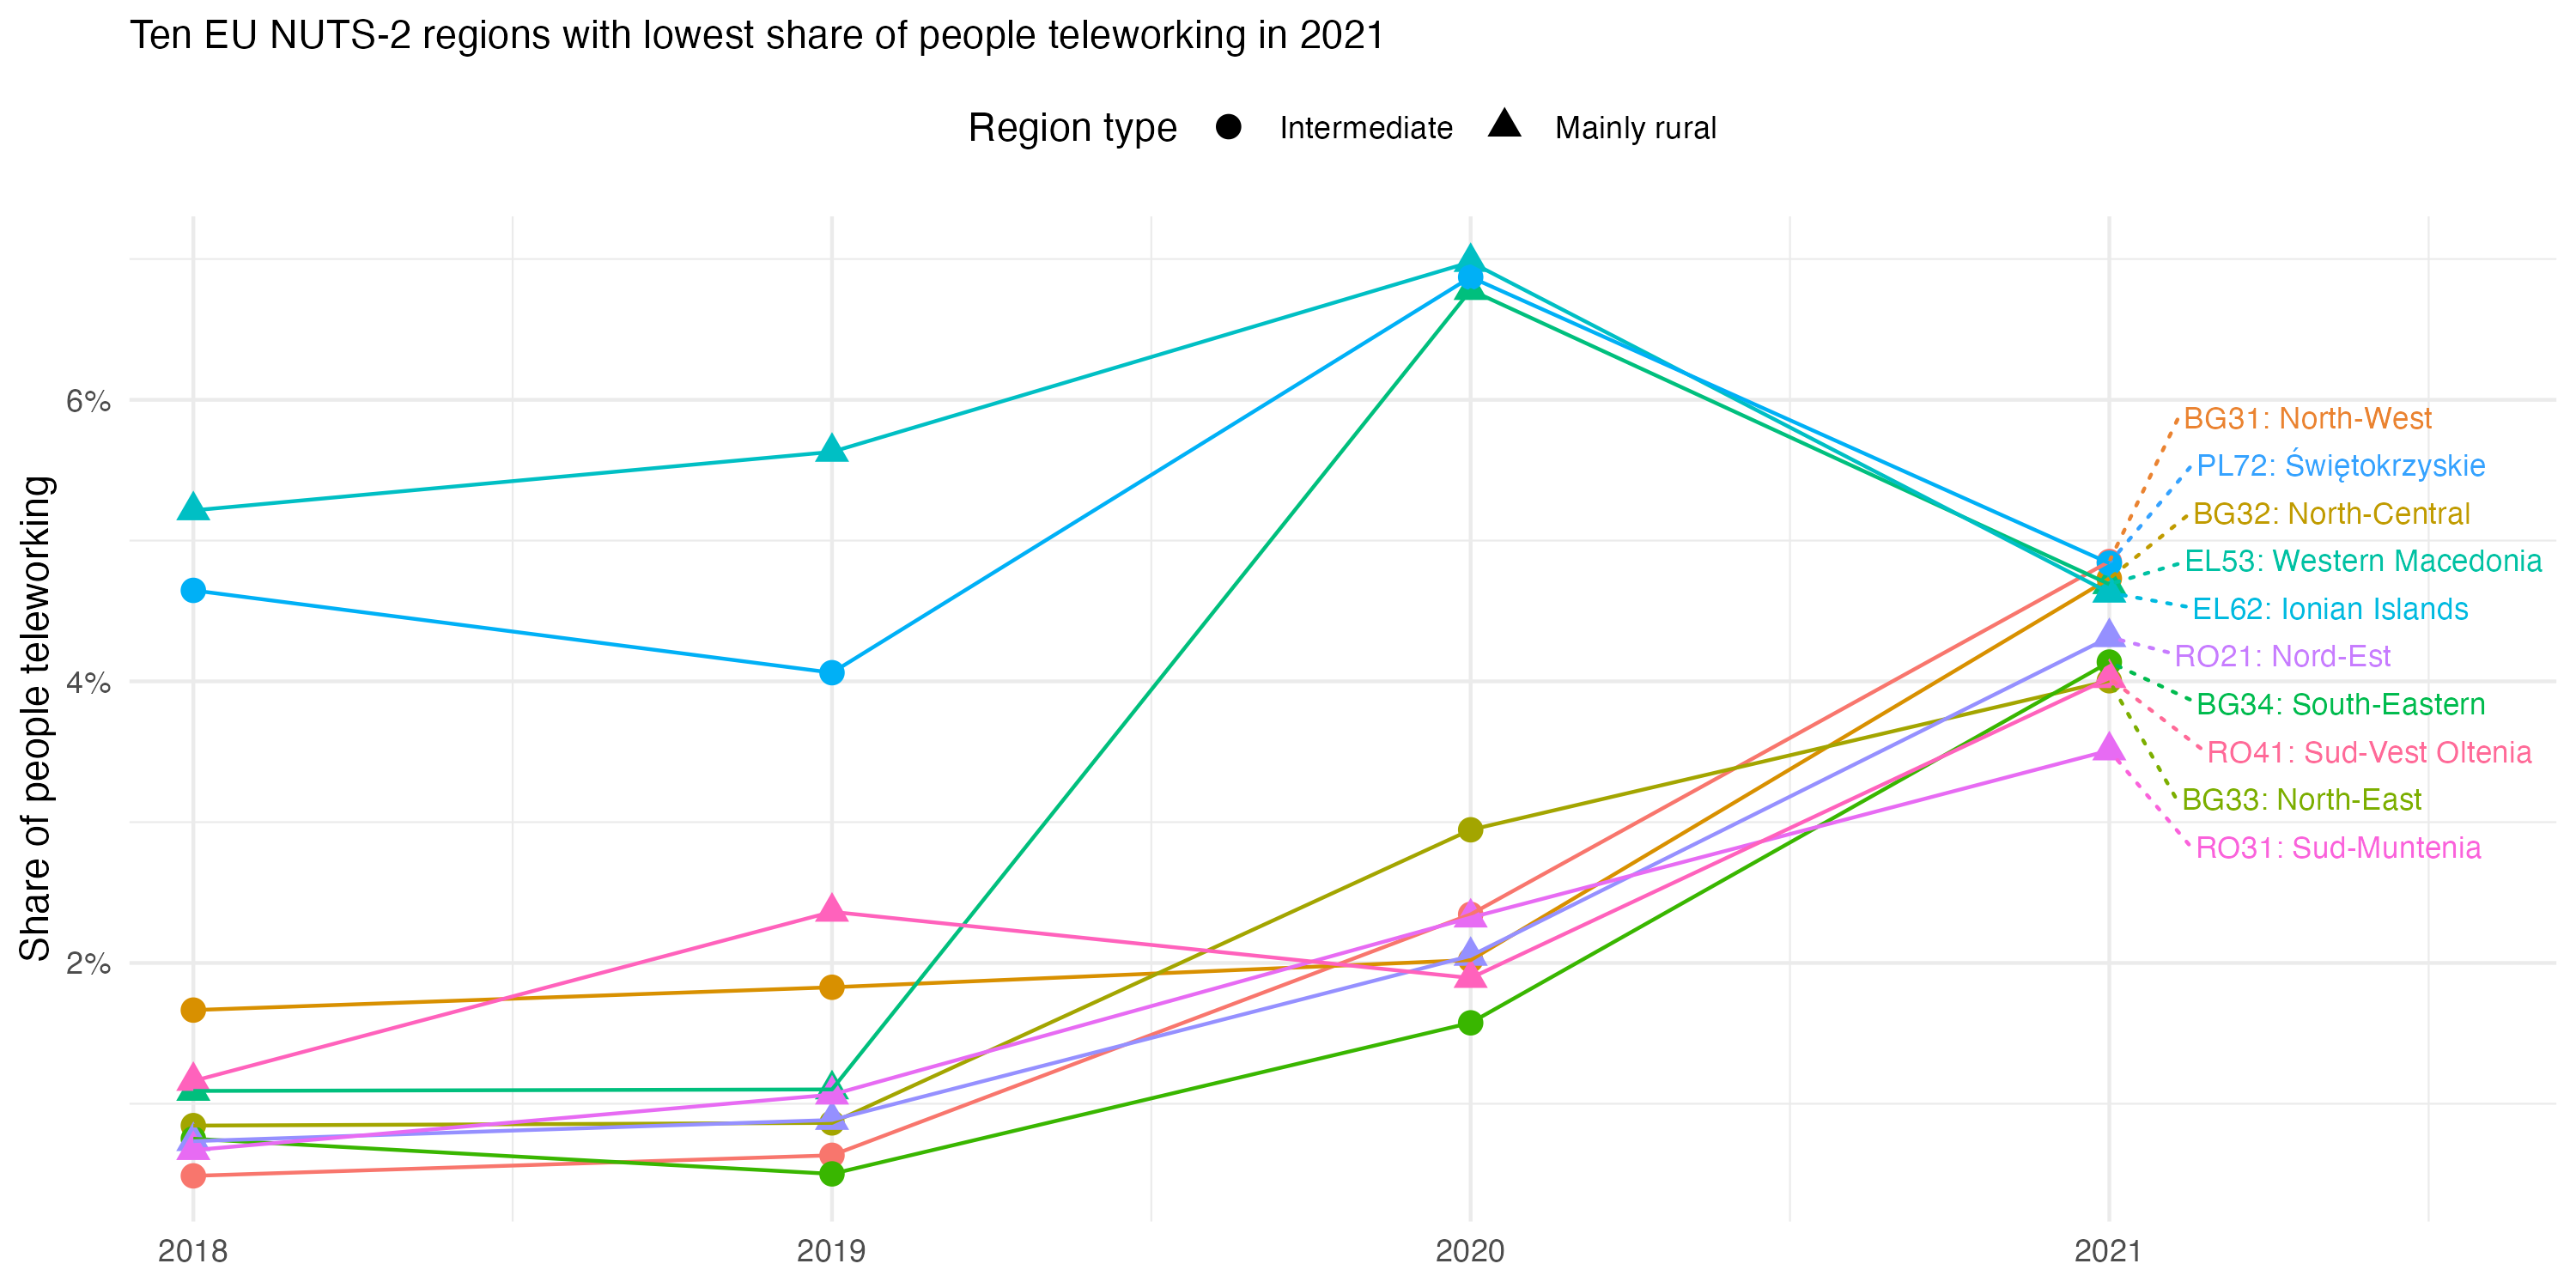 Ten EU NUTS-2 regions with lowest share of people teleworking in 2021
Region type Intermediate Mainly rural
Share of people teleworking
6%
4%
2%
BG31: North-West
PL72: Świętokrzyskie
BG32: North-Central
EL53: Western Macedonia
EL62: Ionian Islands
RO21: Nord-Est
BG34: South-Eastern
RO41: Sud-Vest Oltenia
BG33: North-East
RO31: Sud-Muntenia
2018 2019 2020 2021